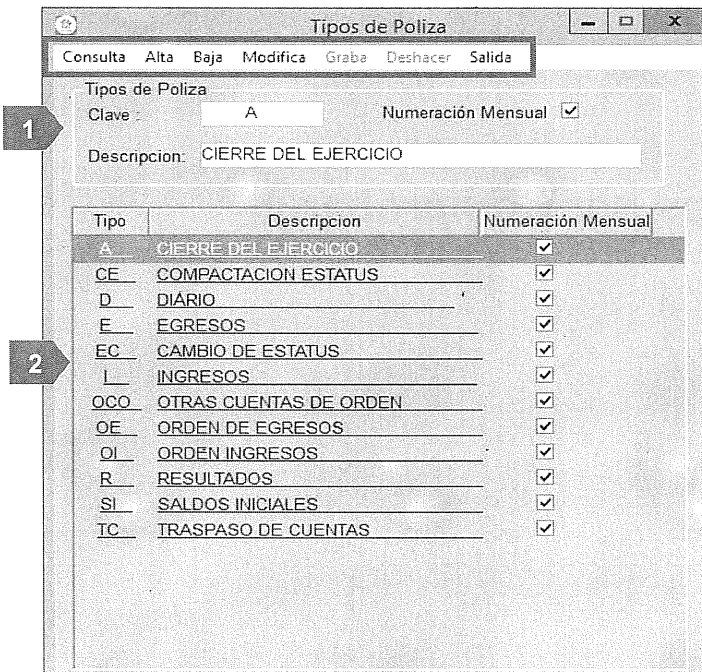 Tipos de Poliza
Consulta Alta Baja Modifica Graba Deshacer Salida
Tipos de Poliza
1
Clave : A Numeración Mensual
Descripcion: CIERRE DEL EJERCICIO
Tipo Descripcion Numeración Mensual
A CIERRE DEL EJERCICIO
CE COMPACTACION ESTATUS
D DIARIO
E EGRESOS
2
EC CAMBIO DE ESTATUS
I INGRESOS
OCO OTRAS CUENTAS DE ORDEN
OE ORDEN DE EGRESOS
OI ORDEN INGRESOS
R RESULTADOS
SI SALDOS INICIALES
TC TRASPASO DE CUENTAS